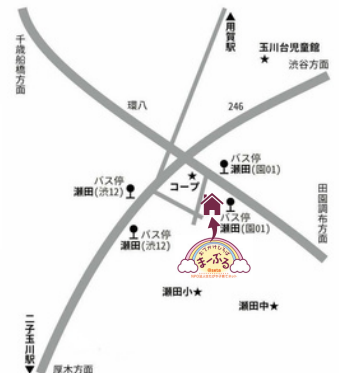 ▲用賀駅
玉川台児童館
★
渋谷方面
千歳船橋方面
環八
246
バス停
瀬田(園01)
★
コープ
バス停
瀬田(渋12)
バス停
瀬田(園01)
バス停
瀬田(渋12)
田園調布方面
まーぶる
瀬田小★
瀬田中★
二子玉川駅▼
厚木方面